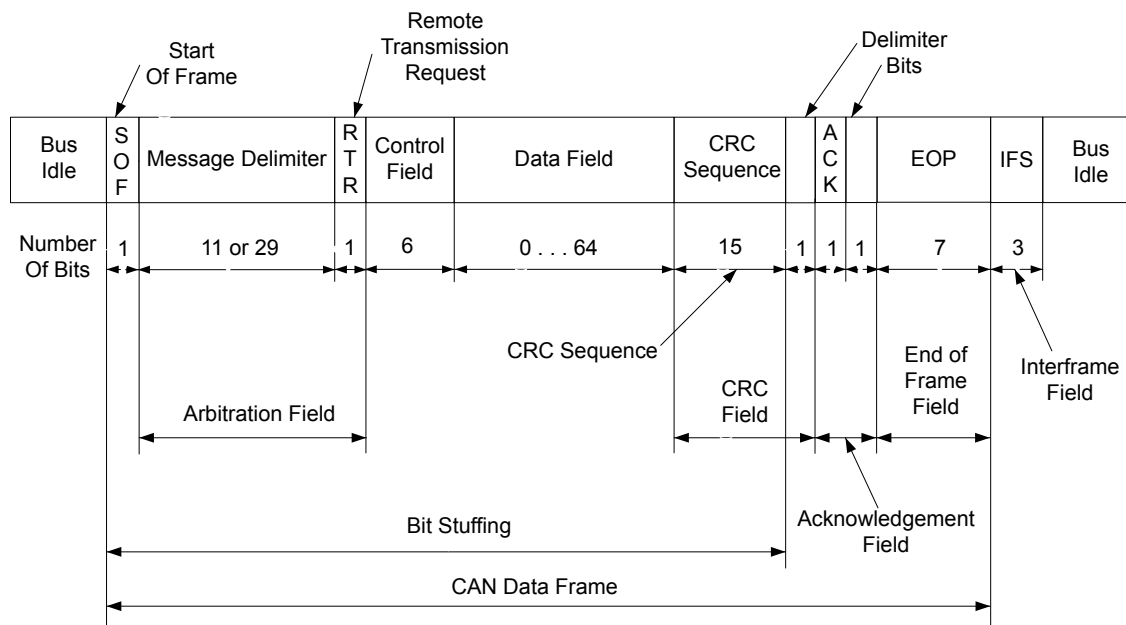 Start
Of Frame
Remote
Transmission
Request
Delimiter
Bits
Bus
Idle
S
O
F
Message Delimiter
R
T
R
Control
Field
Data Field
CRC
Sequence
A
C
K
EOP
IFS
Bus
Idle
Number
Of Bits
1
11 or 29
1
6
0 . . . 64
15
1
1
1
7
3
CRC Sequence
End of
Frame
Field
Interframe
Field
Arbitration Field
CRC
Field
Bit Stuffing
Acknowledgement
Field
CAN Data Frame